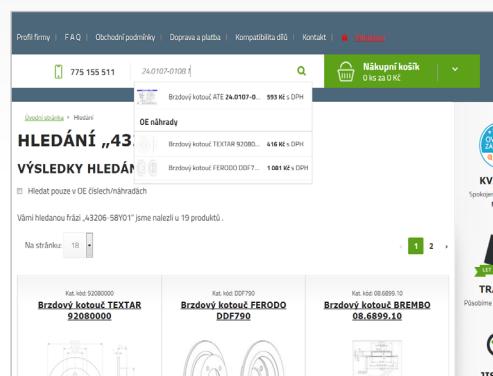 Profil firmy | F A Q | Obchodní podmínky | Doprava a platba | Kompatibilita dílů | Kontakt |
775 155 511
24.0107-0108.1
Nákupní košík
0 ks za 0 Kč
Brzdový kotouč ATE 24.0107-0... 593 Kč s DPH
OE náhrady
Brzdový kotouč TEXTAR 92080... 416 Kč s DPH
Brzdový kotouč FERODO DDF7... 1 081 Kč s DPH
Úvodní stránka > Hledání
HLEDÁNÍ „43
VÝSLEDKY HLEDÁN
Hledat pouze v OE číslech/náhradách
Vámi hledanou frázi „43206-58Y01" jsme nalezli u 19 produktů .
Na stránku: 18
1 2
Kat. kód: 92080000
Brzdový kotouč TEXTAR
92080000
Kat. kód: DDF790
Brzdový kotouč FERODO
DDF790
Kat. kód: 08.6899.10
Brzdový kotouč BREMBO
08.6899.10
KV
Spokojen
LET
TRA
Působíme